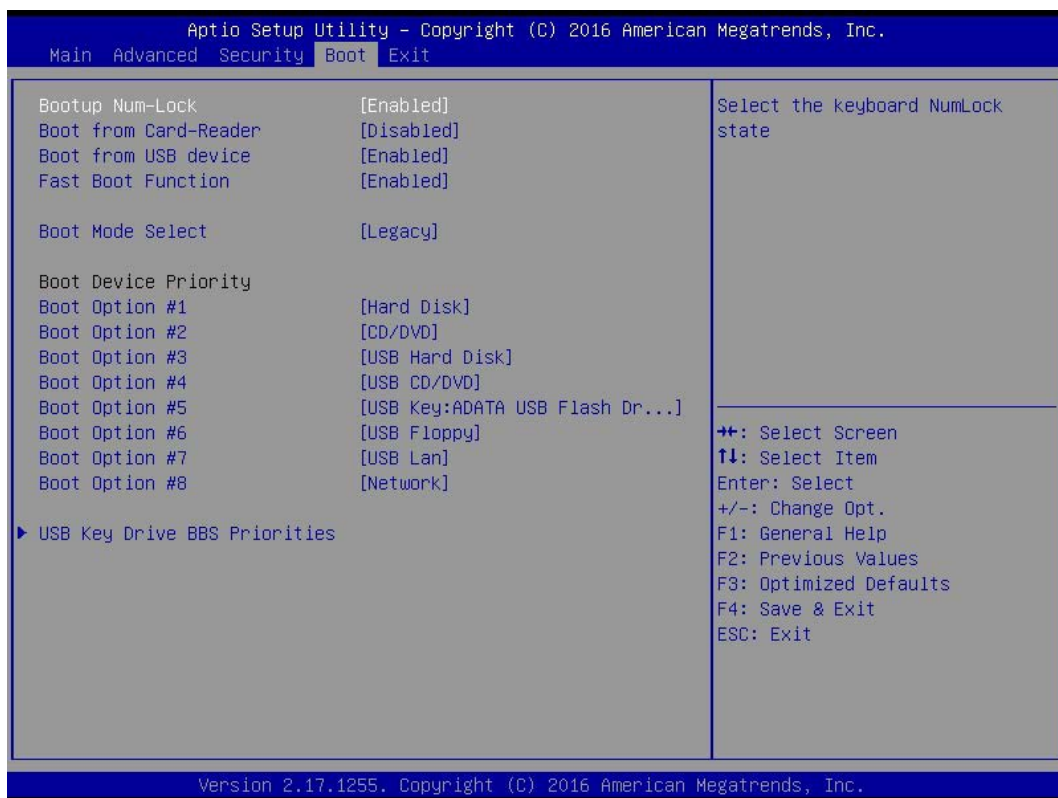 Aptio Setup Utility – Copyright (C) 2016 American Megatrends, Inc.
Main Advanced Security Boot Exit
Bootup Num-Lock [Enabled]
Boot from Card-Reader [Disabled]
Boot from USB device [Enabled]
Fast Boot Function [Enabled]
Boot Mode Select [Legacy]
Boot Device Priority
Boot Option #1 [Hard Disk]
Boot Option #2 [CD/DVD]
Boot Option #3 [USB Hard Disk]
Boot Option #4 [USB CD/DVD]
Boot Option #5 [USB Key:ADATA USB Flash Dr...]
Boot Option #6 [USB Floppy]
Boot Option #7 [USB Lan]
Boot Option #8 [Network]
▶ USB Key Drive BBS Priorities
Select the keyboard NumLock
state
→←: Select Screen
↑↓: Select Item
Enter: Select
+/-: Change Opt.
F1: General Help
F2: Previous Values
F3: Optimized Defaults
F4: Save & Exit
ESC: Exit
Version 2.17.1255. Copyright (C) 2016 American Megatrends, Inc.